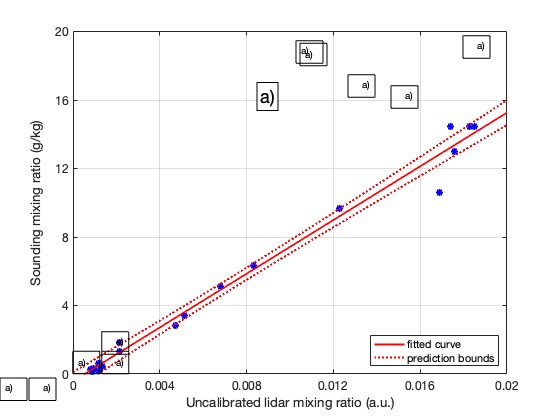 20
a)
a)
a)
16
a)
a)
a)
12
8
4
0
a)
a)
a)
a)
a)
0
0.004
0.008
0.012
0.016
0.02
Sounding mixing ratio (g/kg)
Uncalibrated lidar mixing ratio (a.u.)
fitted curve
prediction bounds